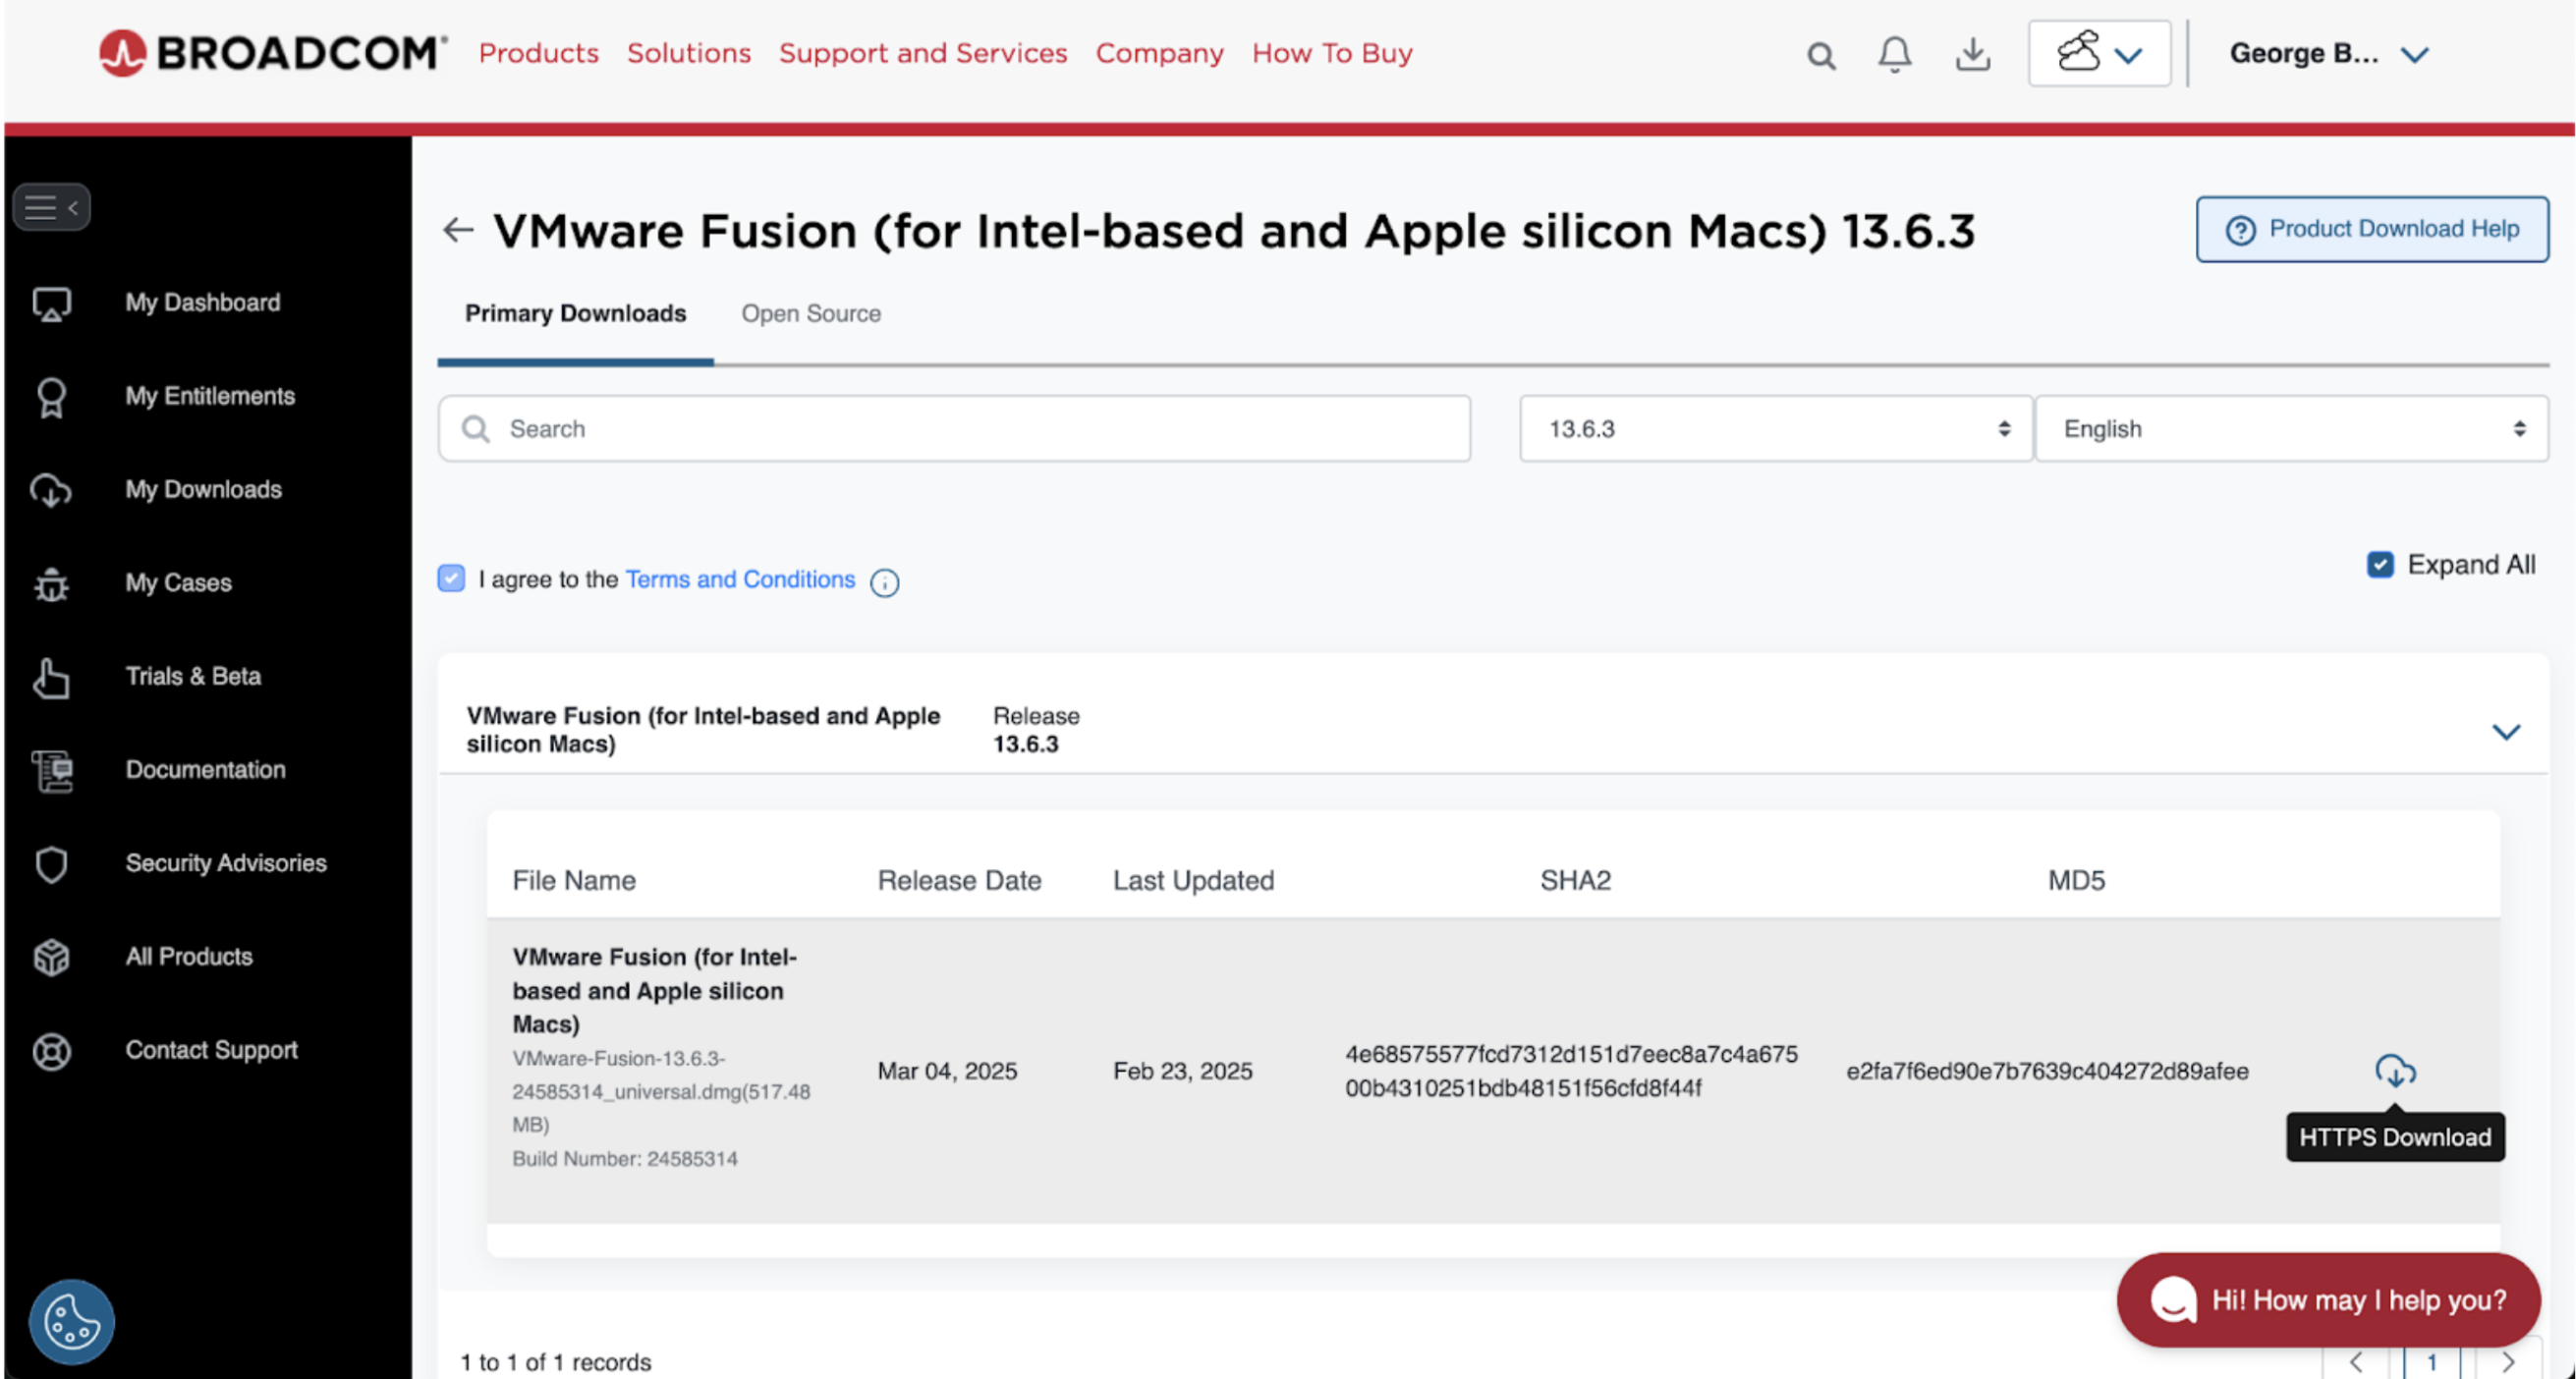 BROADCOM
Products Solutions Support and Services Company How To Buy
George B...
My Dashboard
My Entitlements
My Downloads
My Cases
Trials & Beta
Documentation
Security Advisories
All Products
Contact Support
VMware Fusion (for Intel-based and Apple silicon Macs) 13.6.3
Product Download Help
Primary Downloads Open Source
Search
13.6.3
English
I agree to the Terms and Conditions
Expand All
VMware Fusion (for Intel-based and Apple
silicon Macs)
Release
13.6.3
File Name Release Date Last Updated SHA2 MD5
VMware Fusion (for Intel-
based and Apple silicon
Macs)
VMware-Fusion-13.6.3-
24585314_universal.dmg(517.48
MB)
Build Number: 24585314
Mar 04, 2025
Feb 23, 2025
4e68575577fcd7312d151d7eec8a7c4a675
00b4310251bdb48151f56cfd8f44f
e2fa7f6ed90e7b7639c404272d89afee
HTTPS Download
Hi! How may I help you?
1 to 1 of 1 records
1